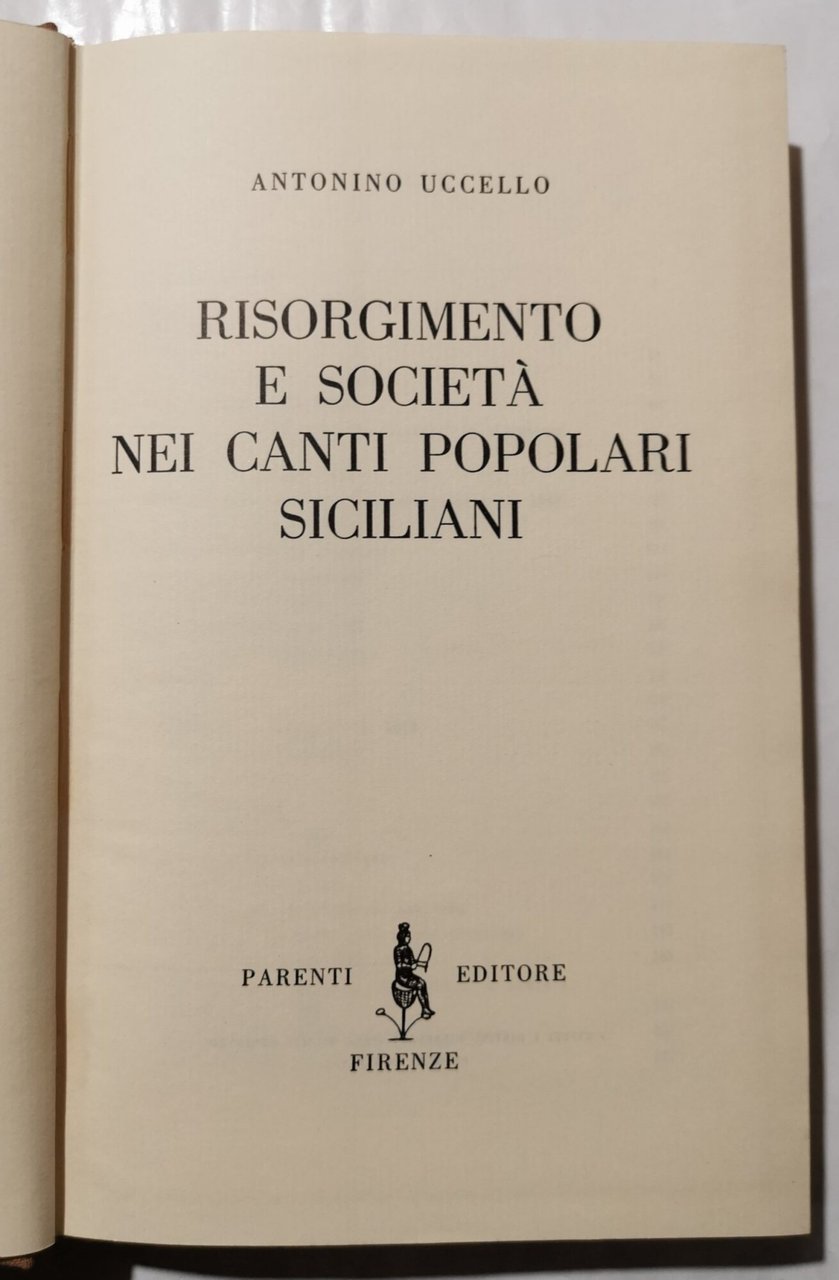 ANTONINO UCCELLO
RISORGIMENTO
E SOCIETÀ
NEI CANTI POPOLARI
SICILIANI
PARENTI EDITORE
FIRENZE